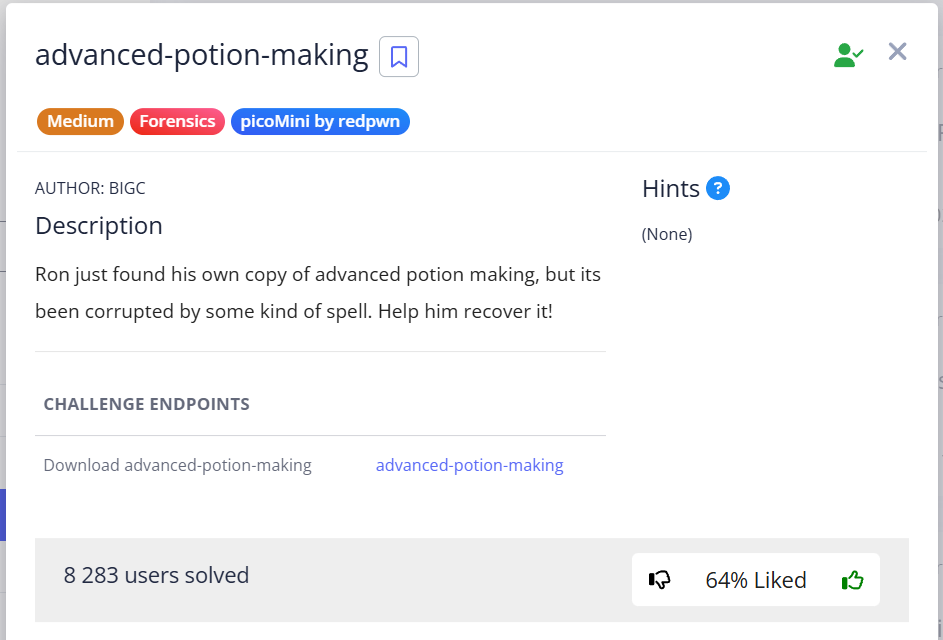 advanced-potion-making
Medium Forensics picoMini by redpwn
AUTHOR: BIGC
Description
Ron just found his own copy of advanced potion making, but its
been corrupted by some kind of spell. Help him recover it!
CHALLENGE ENDPOINTS
Download advanced-potion-making advanced-potion-making
Hints ?
(None)
8 283 users solved
64% Liked